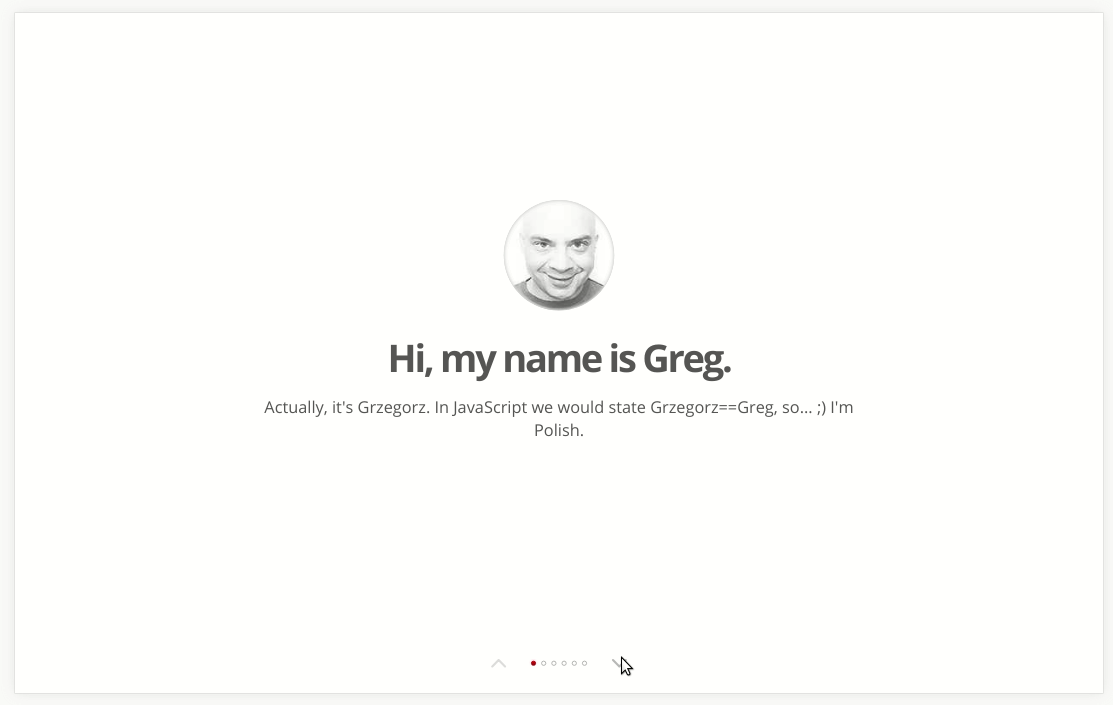 Hi, my name is Greg.
Actually, it's Grzegorz. In JavaScript we would state Grzegorz==Greg, so... ;) I'm
Polish.